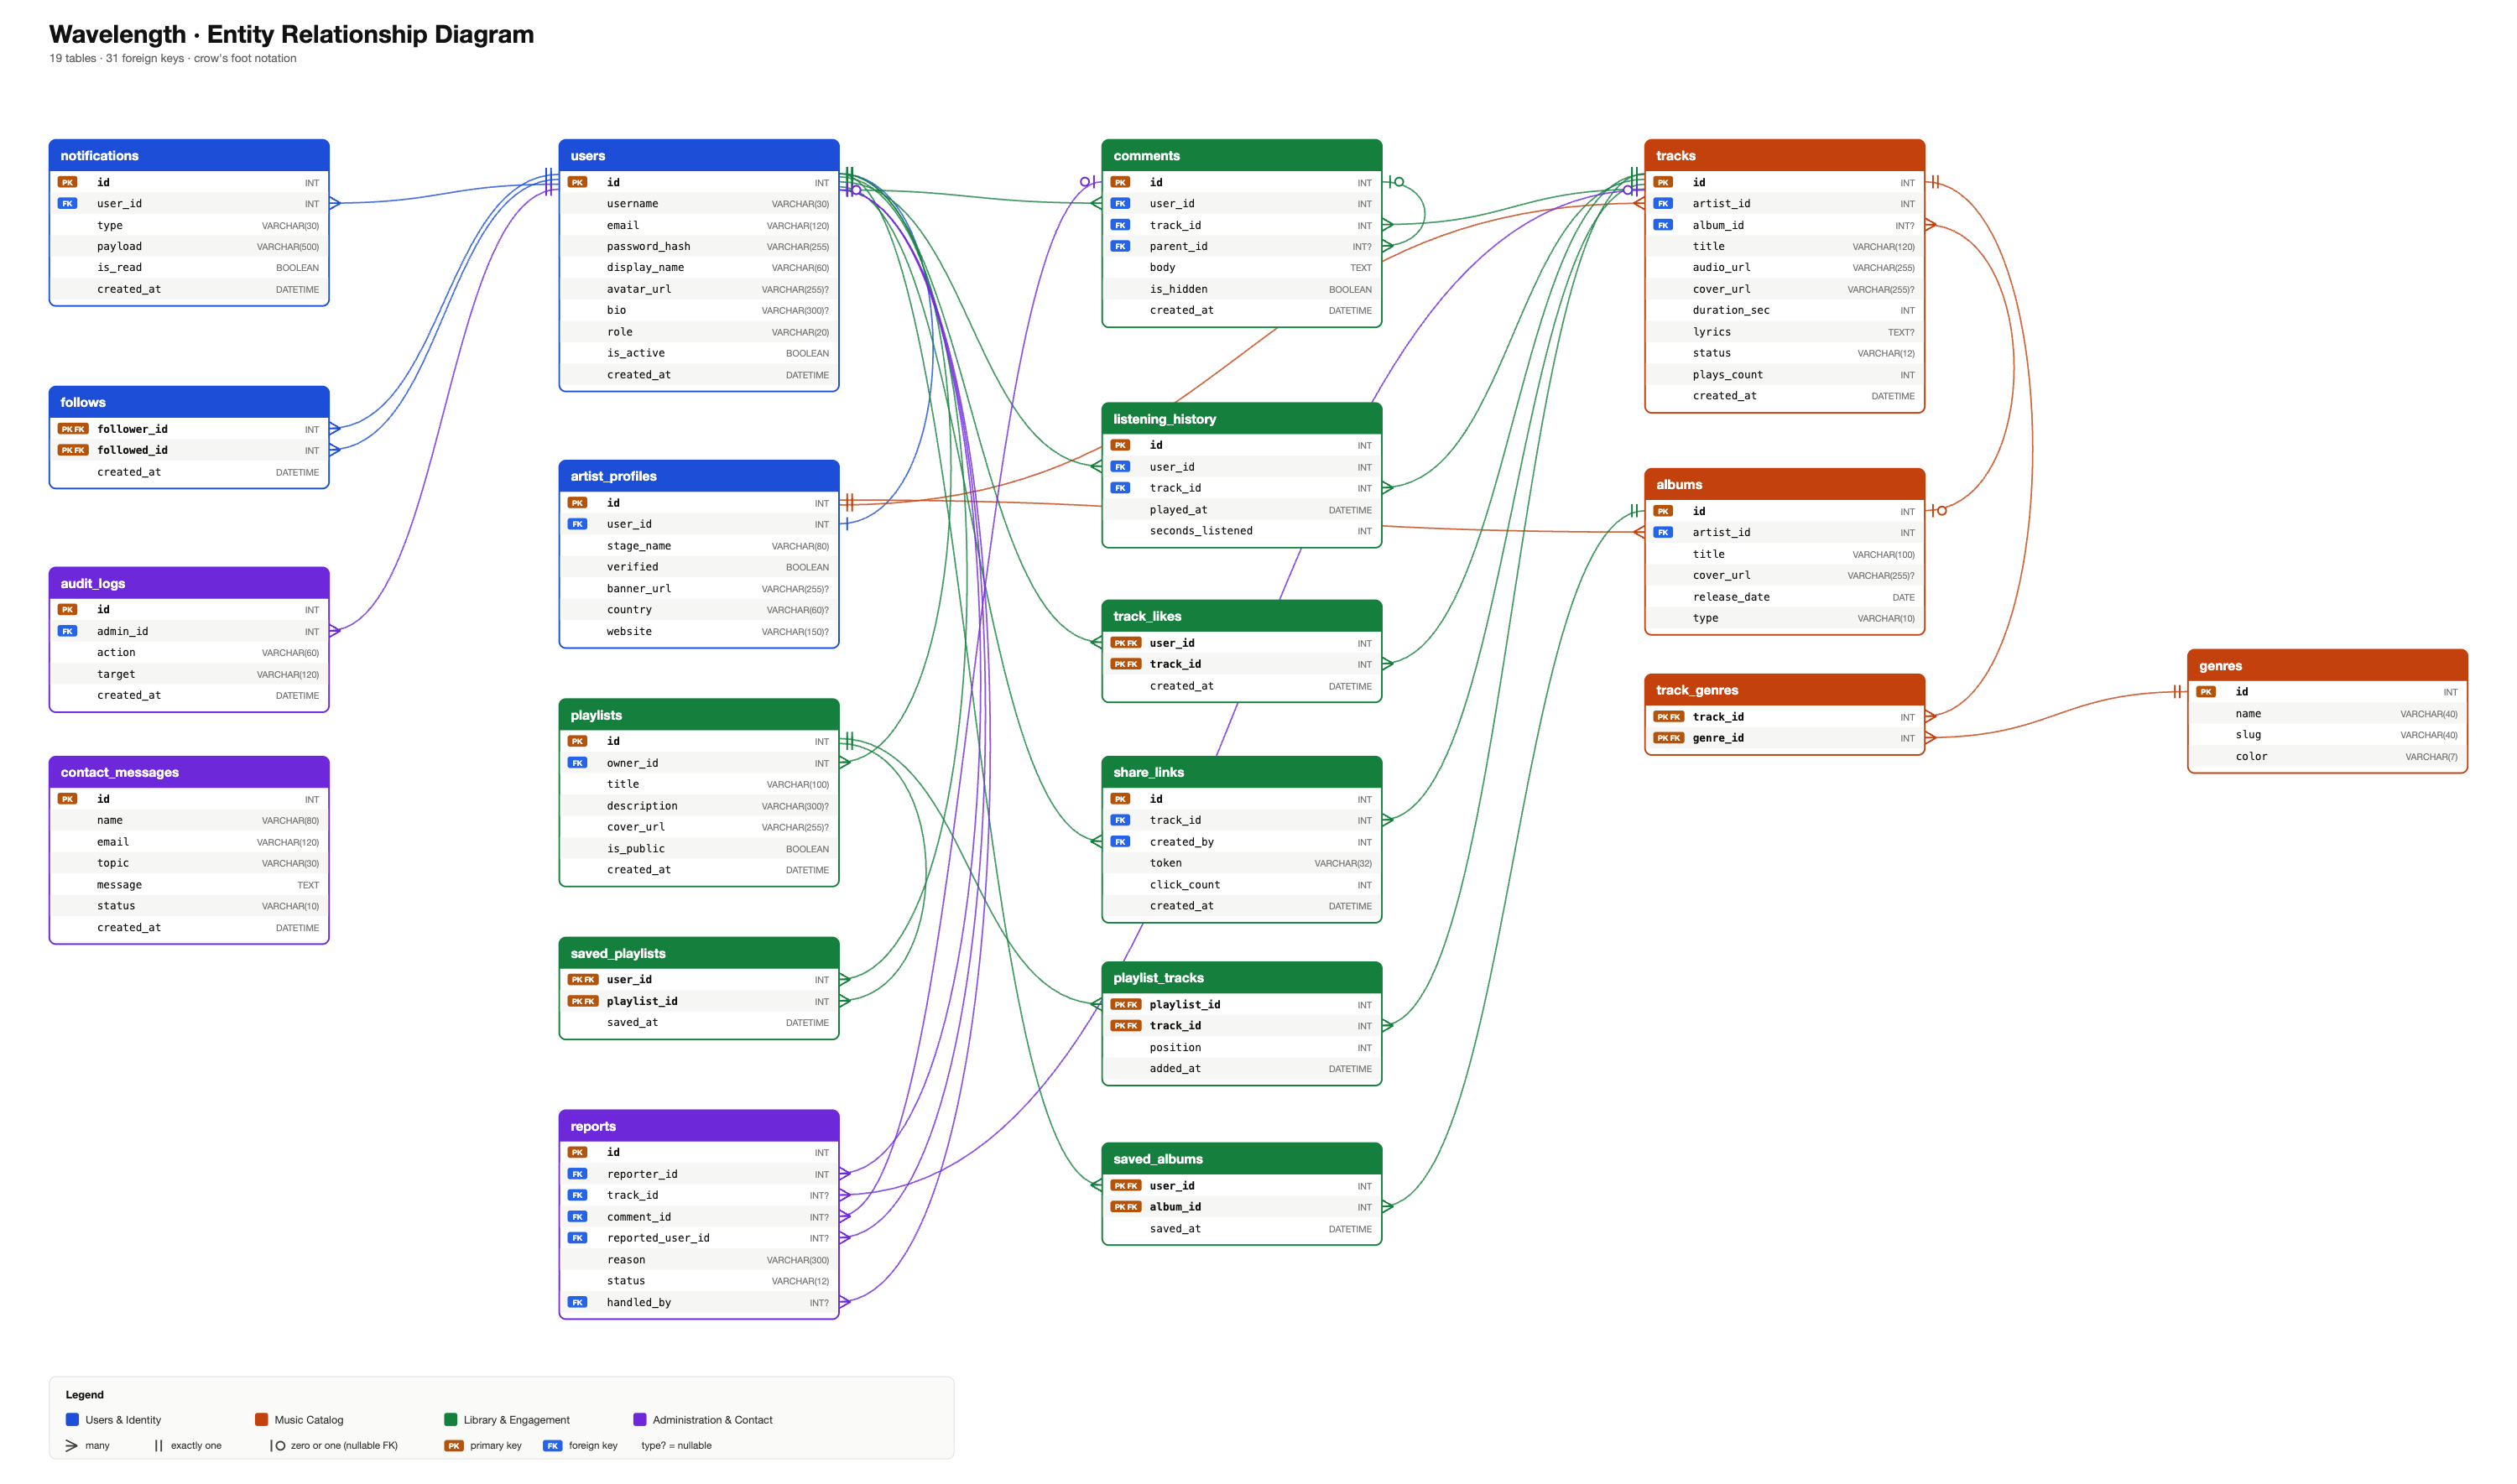 Wavelength · Entity Relationship Diagram
19 tables · 31 foreign keys · crow's foot notation
notifications
PK id INT
FK user_id INT
type VARCHAR(30)
payload VARCHAR(500)
is_read BOOLEAN
created_at DATETIME
follows
PK FK follower_id INT
PK FK followed_id INT
created_at DATETIME
audit_logs
PK id INT
FK admin_id INT
action VARCHAR(60)
target VARCHAR(120)
created_at DATETIME
contact_messages
PK id INT
name VARCHAR(80)
email VARCHAR(120)
topic VARCHAR(30)
message TEXT
status VARCHAR(10)
created_at DATETIME
users
PK id INT
username VARCHAR(30)
email VARCHAR(120)
password_hash VARCHAR(255)
display_name VARCHAR(60)
avatar_url VARCHAR(255)?
bio VARCHAR(300)?
role VARCHAR(20)
is_active BOOLEAN
created_at DATETIME
artist_profiles
PK id INT
FK user_id INT
stage_name VARCHAR(80)
verified BOOLEAN
banner_url VARCHAR(255)?
country VARCHAR(60)?
website VARCHAR(150)?
playlists
PK id INT
FK owner_id INT
title VARCHAR(100)
description VARCHAR(300)?
cover_url VARCHAR(255)?
is_public BOOLEAN
created_at DATETIME
saved_playlists
PK FK user_id INT
PK FK playlist_id INT
saved_at DATETIME
reports
PK id INT
FK reporter_id INT
FK track_id INT?
FK comment_id INT?
FK reported_user_id INT?
reason VARCHAR(300)
status VARCHAR(12)
FK handled_by INT?
comments
PK id INT
FK user_id INT
FK track_id INT
FK parent_id INT?
body TEXT
is_hidden BOOLEAN
created_at DATETIME
listening_history
PK id INT
FK user_id INT
FK track_id INT
played_at DATETIME
seconds_listened INT
track_likes
PK FK user_id INT
PK FK track_id INT
created_at DATETIME
share_links
PK id INT
FK track_id INT
FK created_by INT
token VARCHAR(32)
click_count INT
created_at DATETIME
playlist_tracks
PK FK playlist_id INT
PK FK track_id INT
position INT
added_at DATETIME
saved_albums
PK FK user_id INT
PK FK album_id INT
saved_at DATETIME
tracks
PK id INT
FK artist_id INT
FK album_id INT?
title VARCHAR(120)
audio_url VARCHAR(255)
cover_url VARCHAR(255)?
duration_sec INT
lyrics TEXT?
status VARCHAR(12)
plays_count INT
created_at DATETIME
albums
PK id INT
FK artist_id INT
title VARCHAR(100)
cover_url VARCHAR(255)?
release_date DATE
type VARCHAR(10)
track_genres
PK FK track_id INT
PK FK genre_id INT
genres
PK id INT
name VARCHAR(40)
slug VARCHAR(40)
color VARCHAR(7)
Legend
Users & Identity Music Catalog Library & Engagement Administration & Contact
many exactly one zero or one (nullable FK) PK primary key FK foreign key type? = nullable